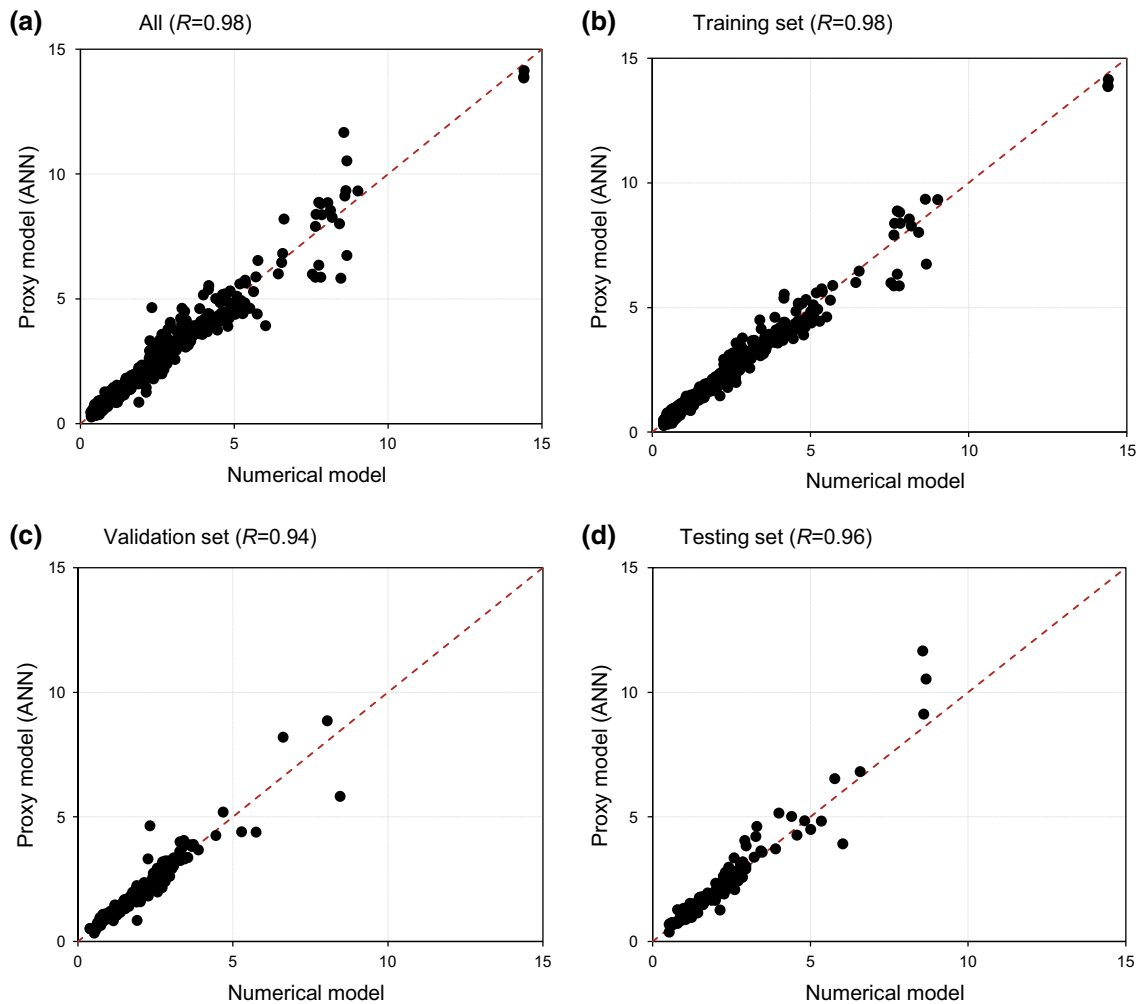 (a) All (R=0.98)
15
10
5
0
0 5 10 15
Proxy model (ANN)
Numerical model
(b) Training set (R=0.98)
15
10
5
0
0 5 10 15
Proxy model (ANN)
Numerical model
(c) Validation set (R=0.94)
15
10
5
0
0 5 10 15
Proxy model (ANN)
Numerical model
(d) Testing set (R=0.96)
15
10
5
0
0 5 10 15
Proxy model (ANN)
Numerical model